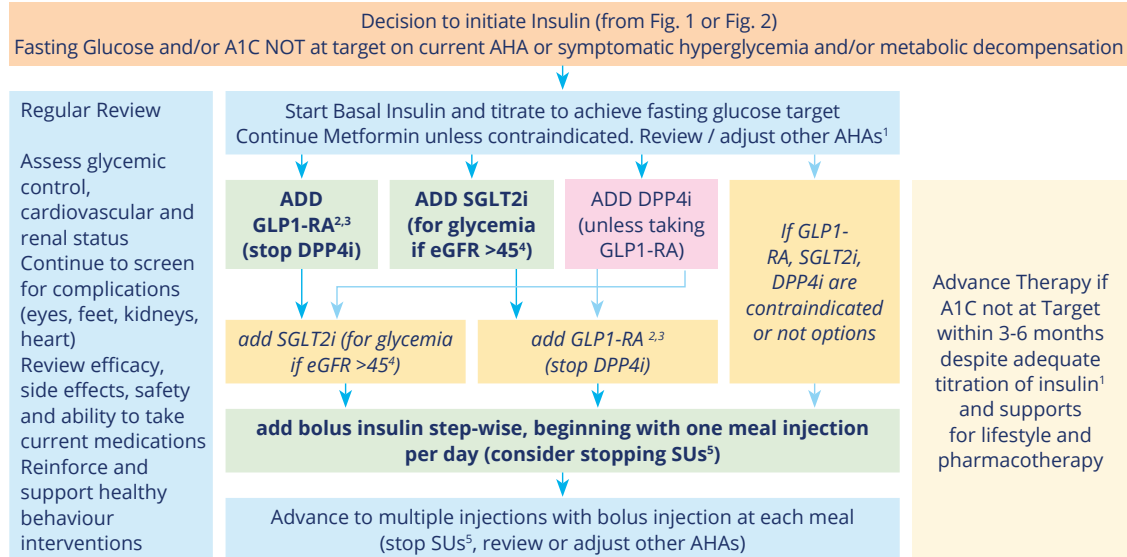 Decision to initiate Insulin (from Fig. 1 or Fig. 2)
Fasting Glucose and/or A1C NOT at target on current AHA or symptomatic hyperglycemia and/or metabolic decompensation
Regular Review
Assess glycemic
control,
cardiovascular and
renal status
Continue to screen
for complications
(eyes, feet, kidneys,
heart)
Review efficacy,
side effects, safety
and ability to take
current medications
Reinforce and
support healthy
behaviour
interventions
Start Basal Insulin and titrate to achieve fasting glucose target
Continue Metformin unless contraindicated. Review / adjust other AHAs¹
ADD
GLP1-RA²,³
(stop DPP4i)
ADD SGLT2i
(for glycemia
if eGFR >45⁴)
ADD DPP4i
(unless taking
GLP1-RA)
If GLP1-
RA, SGLT2i,
DPP4i are
contraindicated
or not options
add SGLT2i (for glycemia
if eGFR >45⁴)
add GLP1-RA ²,³
(stop DPP4i)
add bolus insulin step-wise, beginning with one meal injection
per day (consider stopping SUs⁵)
Advance to multiple injections with bolus injection at each meal
(stop SUs⁵, review or adjust other AHAs)
Advance Therapy if
A1C not at Target
within 3-6 months
despite adequate
titration of insulin¹
and supports
for lifestyle and
pharmacotherapy